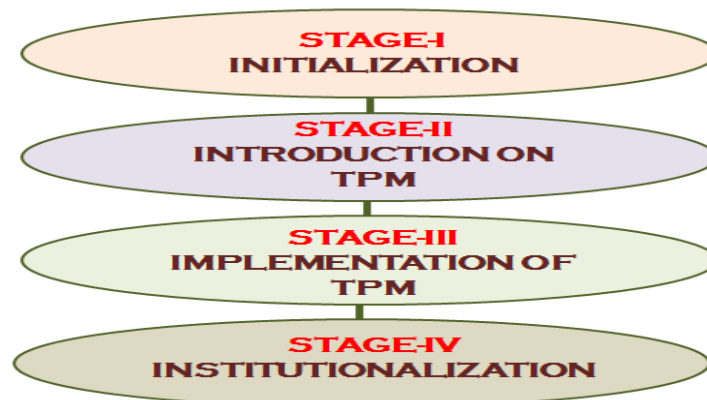 STAGE-I
INITIALIZATION
STAGE-II
INTRODUCTION ON
TPM
STAGE-III
IMPLEMENTATION OF
TPM
STAGE-IV
INSTITUTIONALIZATION